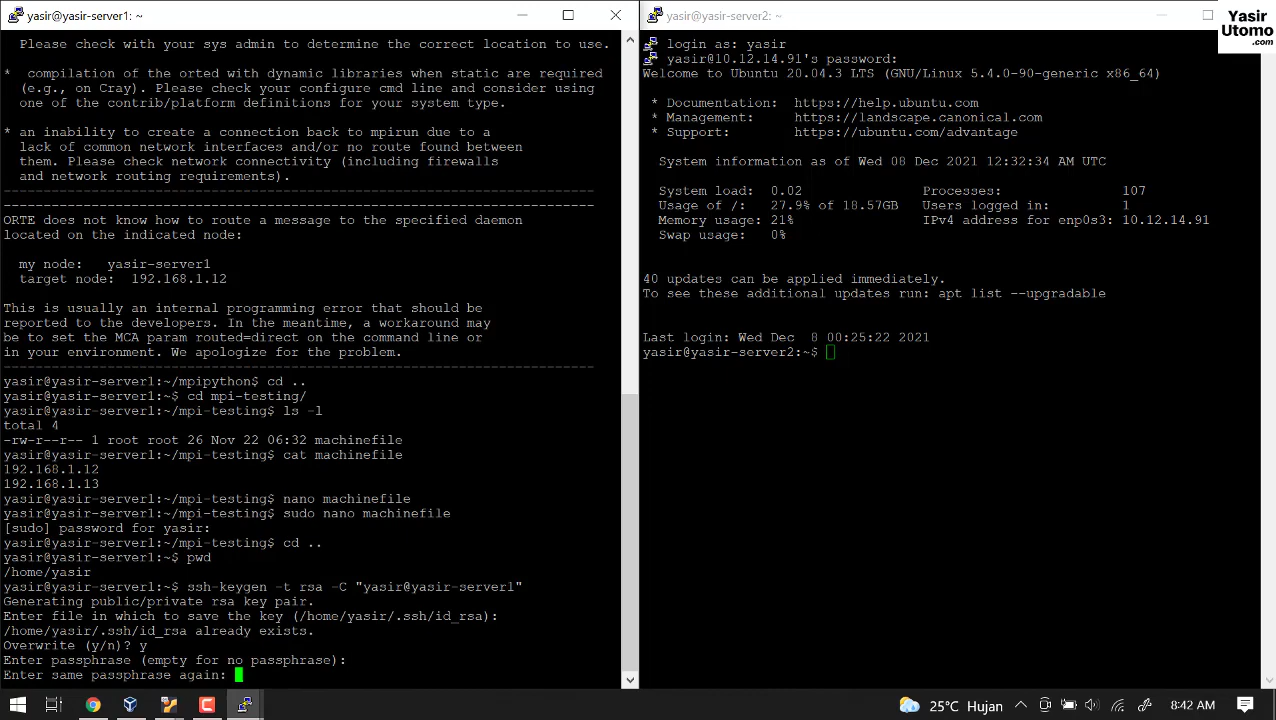 yasir@yasir-server1: ~
Please check with your sys admin to determine the correct location to use.
*  compilation of the orted with dynamic libraries when static are required
(e.g., on Cray). Please check your configure cmd line and consider using
one of the contrib/platform definitions for your system type.
* an inability to create a connection back to mpirun due to a
lack of common network interfaces and/or no route found between
them. Please check network connectivity (including firewalls
and network routing requirements).
--------------------------------------------------------------------------
--------------------------------------------------------------------------
ORTE does not know how to route a message to the specified daemon
located on the indicated node:
my node:   yasir-server1
target node:  192.168.1.12
This is usually an internal programming error that should be
reported to the developers. In the meantime, a workaround may
be to set the MCA param routed=direct on the command line or
in your environment. We apologize for the problem.
--------------------------------------------------------------------------
yasir@yasir-server1:~/mpipython$ cd ..
yasir@yasir-server1:~$ cd mpi-testing/
yasir@yasir-server1:~/mpi-testing$ ls -l
total 4
-rw-r--r-- 1 root root 26 Nov 22 06:32 machinefile
yasir@yasir-server1:~/mpi-testing$ cat machinefile
192.168.1.12
192.168.1.13
yasir@yasir-server1:~/mpi-testing$ nano machinefile
yasir@yasir-server1:~/mpi-testing$ sudo nano machinefile
[sudo] password for yasir:
yasir@yasir-server1:~/mpi-testing$ cd ..
yasir@yasir-server1:~$ pwd
/home/yasir
yasir@yasir-server1:~$ ssh-keygen -t rsa -C "yasir@yasir-server1"
Generating public/private rsa key pair.
Enter file in which to save the key (/home/yasir/.ssh/id_rsa):
/home/yasir/.ssh/id_rsa already exists.
Overwrite (y/n)? y
Enter passphrase (empty for no passphrase):
Enter same passphrase again:
yasir@yasir-server2: ~
login as: yasir
yasir@10.12.14.91's password:
Welcome to Ubuntu 20.04.3 LTS (GNU/Linux 5.4.0-90-generic x86_64)
* Documentation:  https://help.ubuntu.com
* Management:     https://landscape.canonical.com
* Support:        https://ubuntu.com/advantage
System information as of Wed 08 Dec 2021 12:32:34 AM UTC
System load:  0.02               Processes:               107
Usage of /:   27.9% of 18.57GB   Users logged in:         1
Memory usage: 21%                IPv4 address for enp0s3: 10.12.14.91
Swap usage:   0%
40 updates can be applied immediately.
To see these additional updates run: apt list --upgradable
Last login: Wed Dec  8 00:25:22 2021
yasir@yasir-server2:~$
Yasir
Utomo
.com
25°C Hujan
8:42 AM